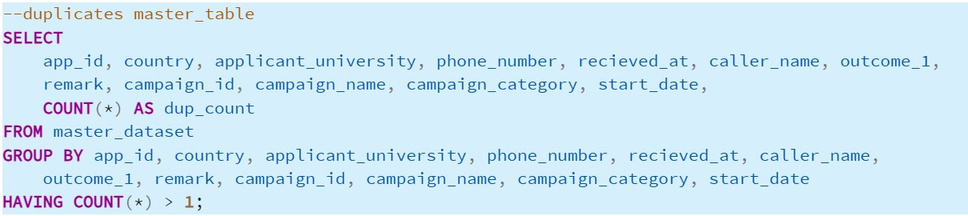 --duplicates master_table
SELECT
    app_id, country, applicant_university, phone_number, recieved_at, caller_name, outcome_1,
    remark, campaign_id, campaign_name, campaign_category, start_date,
    COUNT(*) AS dup_count
FROM master_dataset
GROUP BY app_id, country, applicant_university, phone_number, recieved_at, caller_name,
    outcome_1, remark, campaign_id, campaign_name, campaign_category, start_date
HAVING COUNT(*) > 1;